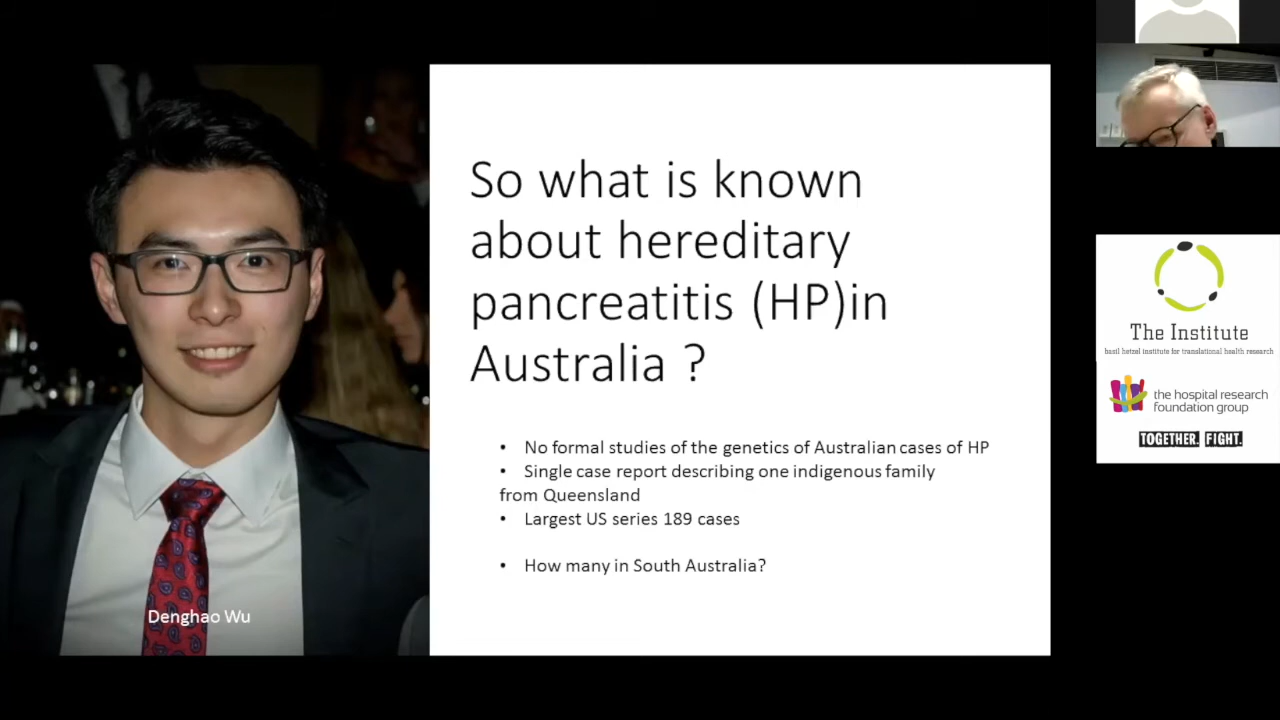 So what is known
about hereditary
pancreatitis (HP)in
Australia ?
• No formal studies of the genetics of Australian cases of HP
• Single case report describing one indigenous family
from Queensland
• Largest US series 189 cases
• How many in South Australia?
Denghao Wu
The Institute
basil hetzel institute for translational health research
the hospital research
foundation group
TOGETHER. FIGHT.